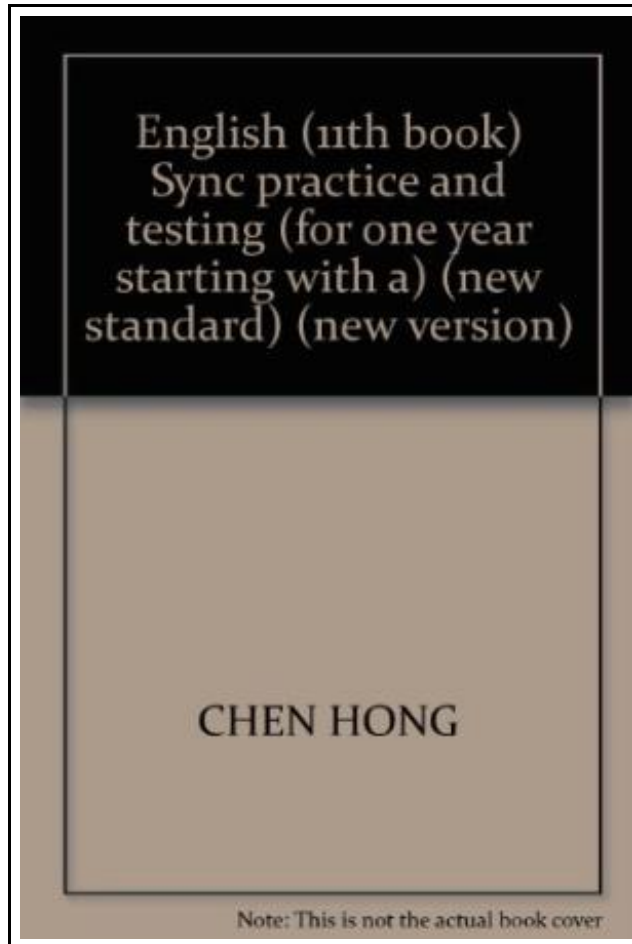 English (11th book)
Sync practice and
testing (for one year
starting with a) (new
standard) (new version)
CHEN HONG
Note: This is not the actual book cover